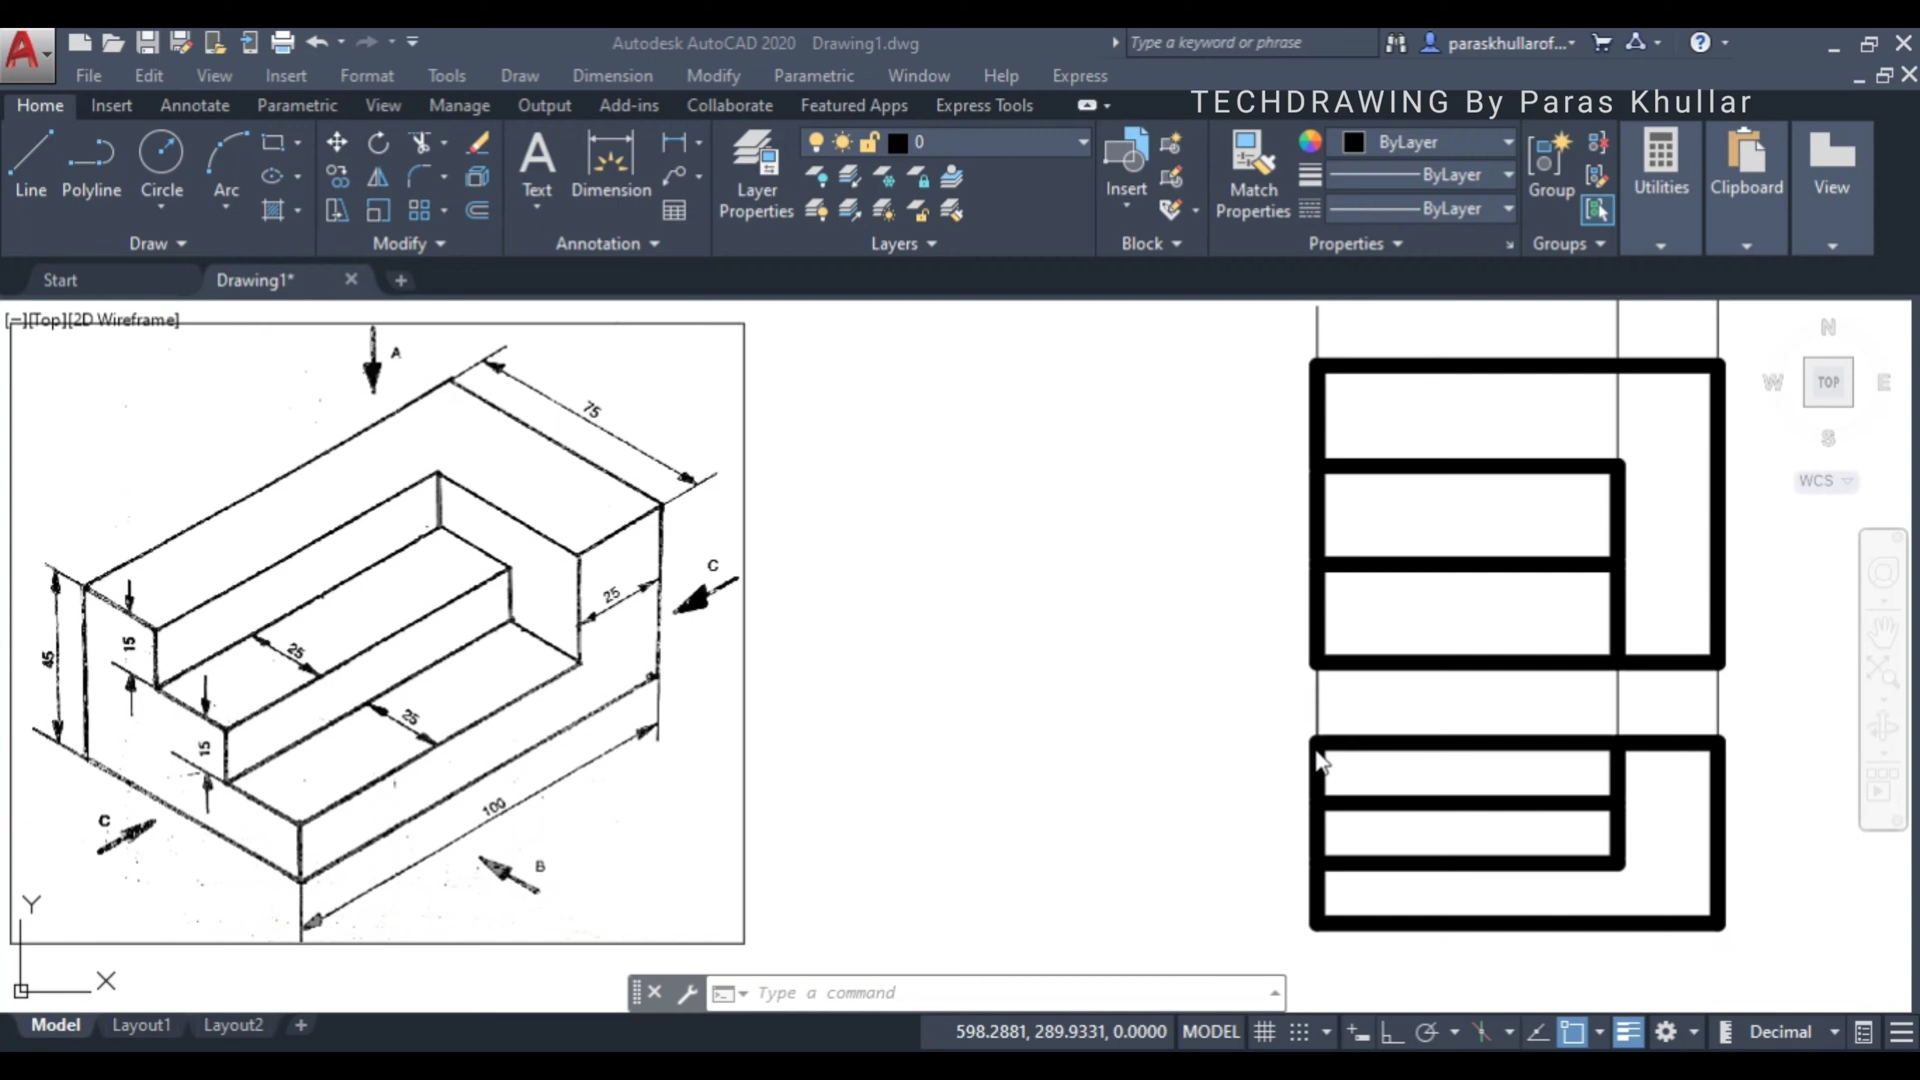 Autodesk AutoCAD 2020 Drawing1.dwg
Type a keyword or phrase
paraskhullarof...
File Edit View Insert Format Tools Draw Dimension Modify Parametric Window Help Express
Home Insert Annotate Parametric View Manage Output Add-ins Collaborate Featured Apps Express Tools
TECHDRAWING By Paras Khullar
0
ByLayer
ByLayer
ByLayer
Line Polyline Circle Arc
Text Dimension
Layer Properties
Insert
Match Properties
Group
Utilities
Clipboard
View
Draw Modify Annotation Layers Block Properties Groups
Start Drawing1*
[−][Top][2D Wireframe]
A
75
C
25
45
15
25
15
25
100
C
B
Y
X
N
W TOP E
S
WCS
Type a command
Model Layout1 Layout2
598.2881, 289.9331, 0.0000 MODEL
Decimal